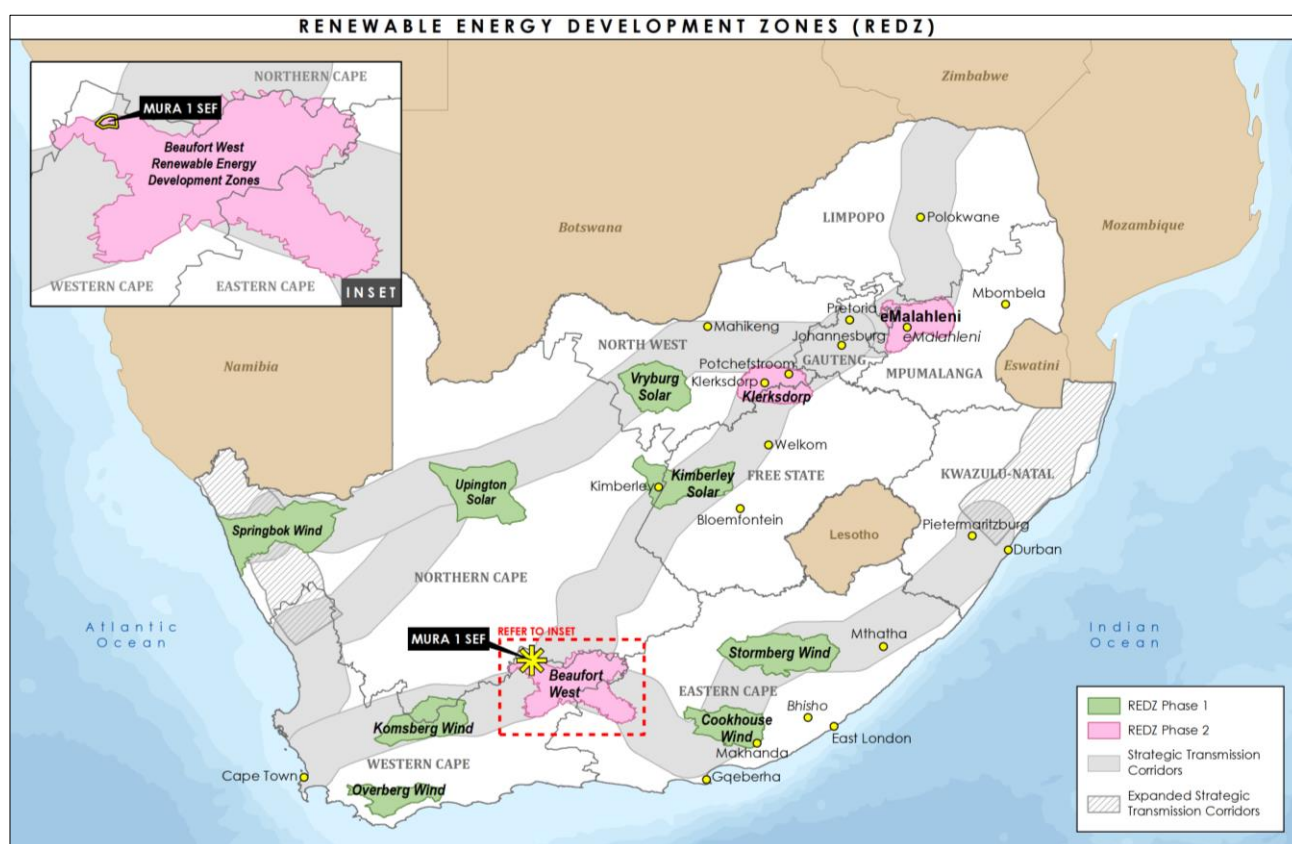 RENEWABLE ENERGY DEVELOPMENT ZONES (REDZ)
NORTHERN CAPE
MURA 1 SEF
Beaufort West
Renewable Energy
Development Zones
WESTERN CAPE
EASTERN CAPE
INSET
Zimbabwe
Botswana
Mozambique
Namibia
LIMPOPO
Polokwane
Mbombela
Pretoria
eMalahleni
eMalahleni
Mahikeng
Johannesburg
NORTH WEST
GAUTENG
Potchefstroom
Klerksdorp
Klerksdorp
MPUMALANGA
Eswatini
Vryburg
Solar
Welkom
FREE STATE
KWAZULU-NATAL
Upington
Solar
Kimberley
Kimberley
Solar
Bloemfontein
Springbok Wind
Lesotho
Pietermaritzburg
Durban
NORTHERN CAPE
Atlantic
Ocean
Indian
Ocean
MURA 1 SEF
REFER TO INSET
Beaufort
West
Stormberg Wind
Mthatha
EASTERN CAPE
Komsberg Wind
Cookhouse
Wind
Bhisho
East London
Makhanda
WESTERN CAPE
Cape Town
Gqeberha
Overberg Wind
REDZ Phase 1
REDZ Phase 2
Strategic Transmission
Corridors
Expanded Strategic
Transmission Corridors